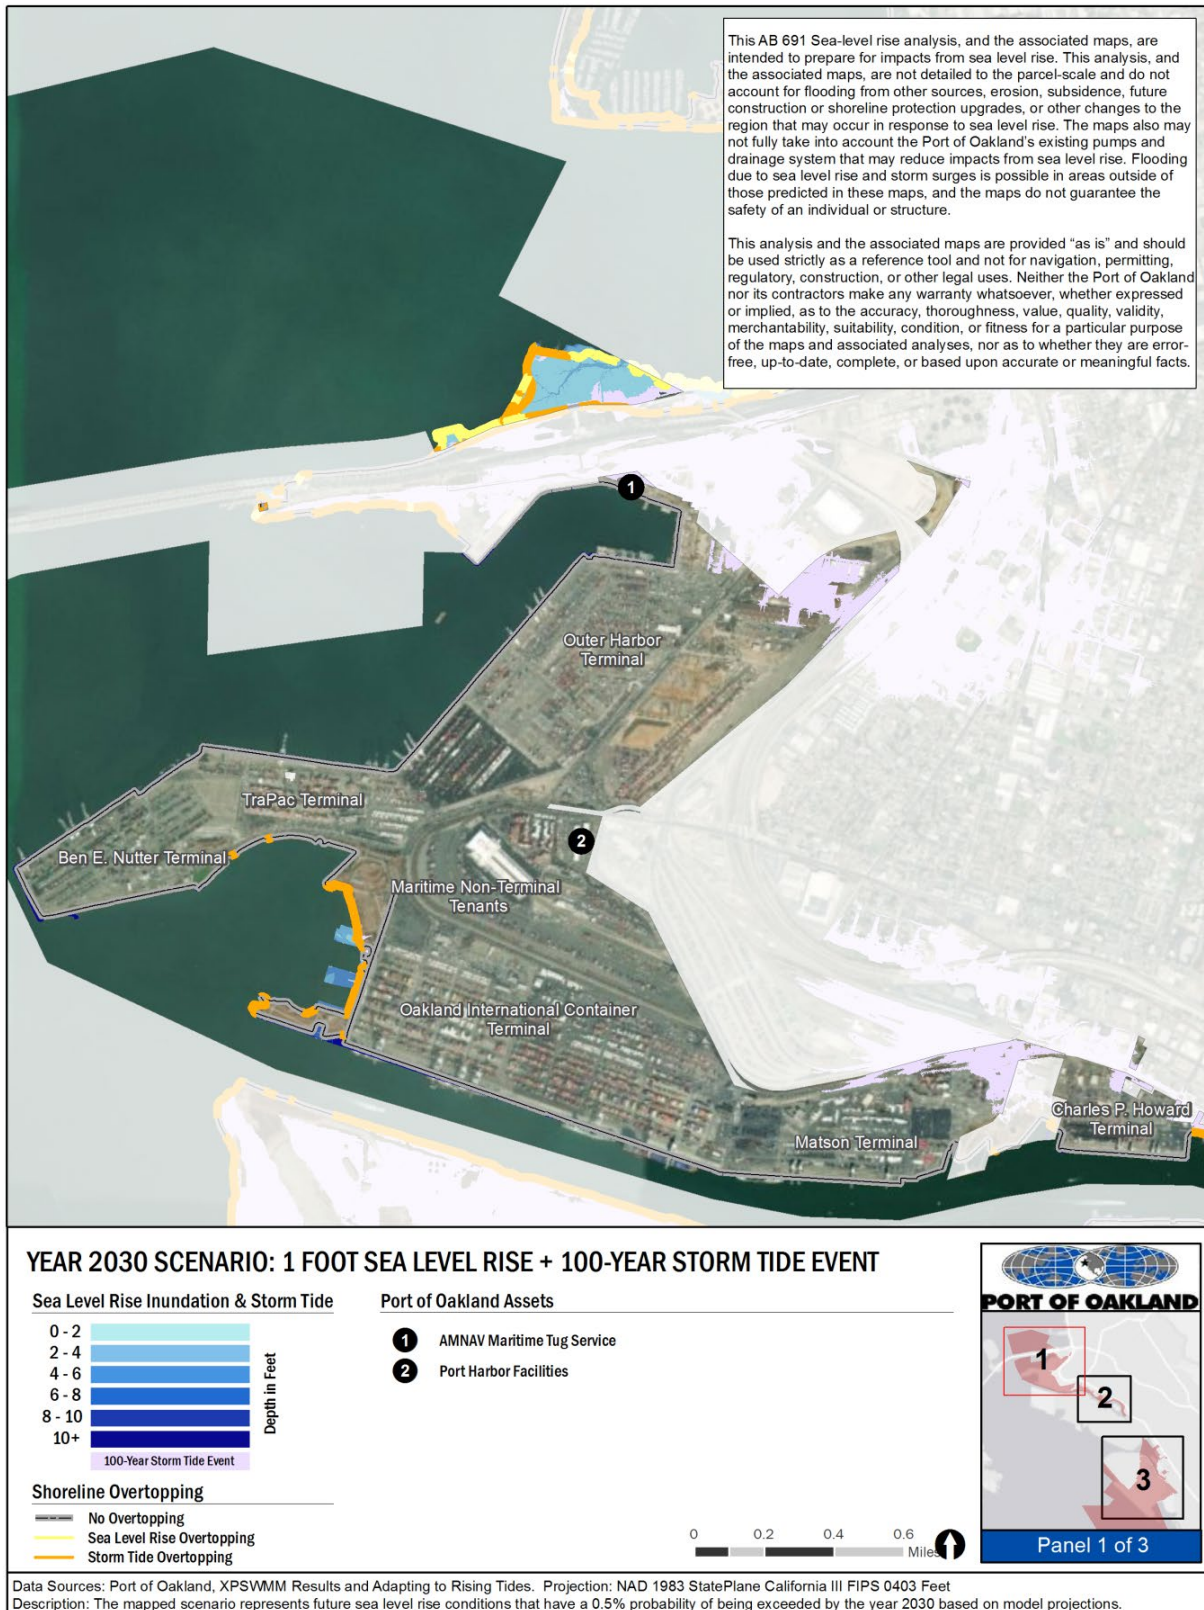 This AB 691 Sea-level rise analysis, and the associated maps, are
intended to prepare for impacts from sea level rise. This analysis, and
the associated maps, are not detailed to the parcel-scale and do not
account for flooding from other sources, erosion, subsidence, future
construction or shoreline protection upgrades, or other changes to the
region that may occur in response to sea level rise. The maps also may
not fully take into account the Port of Oakland's existing pumps and
drainage system that may reduce impacts from sea level rise. Flooding
due to sea level rise and storm surges is possible in areas outside of
those predicted in these maps, and the maps do not guarantee the
safety of an individual or structure.
This analysis and the associated maps are provided "as is" and should
be used strictly as a reference tool and not for navigation, permitting,
regulatory, construction, or other legal uses. Neither the Port of Oakland
nor its contractors make any warranty whatsoever, whether expressed
or implied, as to the accuracy, thoroughness, value, quality, validity,
merchantability, suitability, condition, or fitness for a particular purpose
of the maps and associated analyses, nor as to whether they are error-
free, up-to-date, complete, or based upon accurate or meaningful facts.
1
Outer Harbor
Terminal
TraPac Terminal
2
Ben E. Nutter Terminal
Maritime Non-Terminal
Tenants
Oakland International Container
Terminal
Charles P. Howard
Terminal
Matson Terminal
YEAR 2030 SCENARIO: 1 FOOT SEA LEVEL RISE + 100-YEAR STORM TIDE EVENT
Sea Level Rise Inundation & Storm Tide
0 - 2
2 - 4
4 - 6
6 - 8
8 - 10
10+
Depth in Feet
100-Year Storm Tide Event
Shoreline Overtopping
No Overtopping
Sea Level Rise Overtopping
Storm Tide Overtopping
Port of Oakland Assets
1 AMNAV Maritime Tug Service
2 Port Harbor Facilities
0 0.2 0.4 0.6
Miles
PORT OF OAKLAND
1
2
3
Panel 1 of 3
Data Sources: Port of Oakland, XPSWMM Results and Adapting to Rising Tides. Projection: NAD 1983 StatePlane California III FIPS 0403 Feet
Description: The mapped scenario represents future sea level rise conditions that have a 0.5% probability of being exceeded by the year 2030 based on model projections.